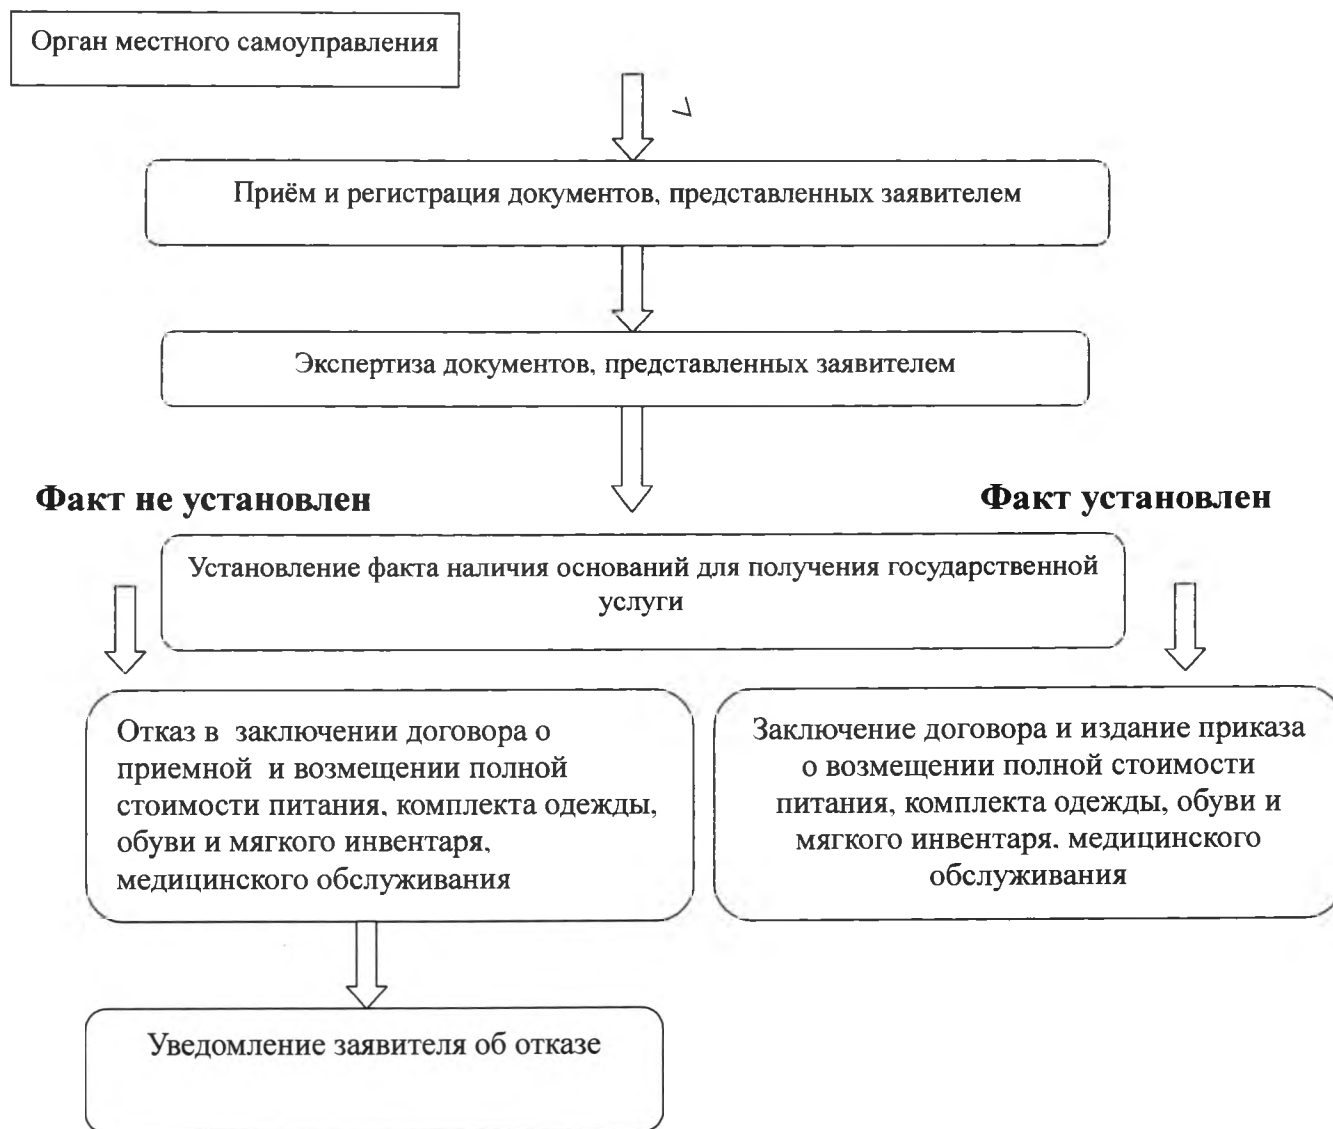 Орган местного самоуправления
Приём и регистрация документов, представленных заявителем
Экспертиза документов, представленных заявителем
Факт не установлен
Факт установлен
Установление факта наличия оснований для получения государственной
услуги
Отказ в заключении договора о
приемной и возмещении полной
стоимости питания, комплекта одежды,
обуви и мягкого инвентаря,
медицинского обслуживания
Заключение договора и издание приказа
о возмещении полной стоимости
питания, комплекта одежды, обуви и
мягкого инвентаря, медицинского
обслуживания
Уведомление заявителя об отказе